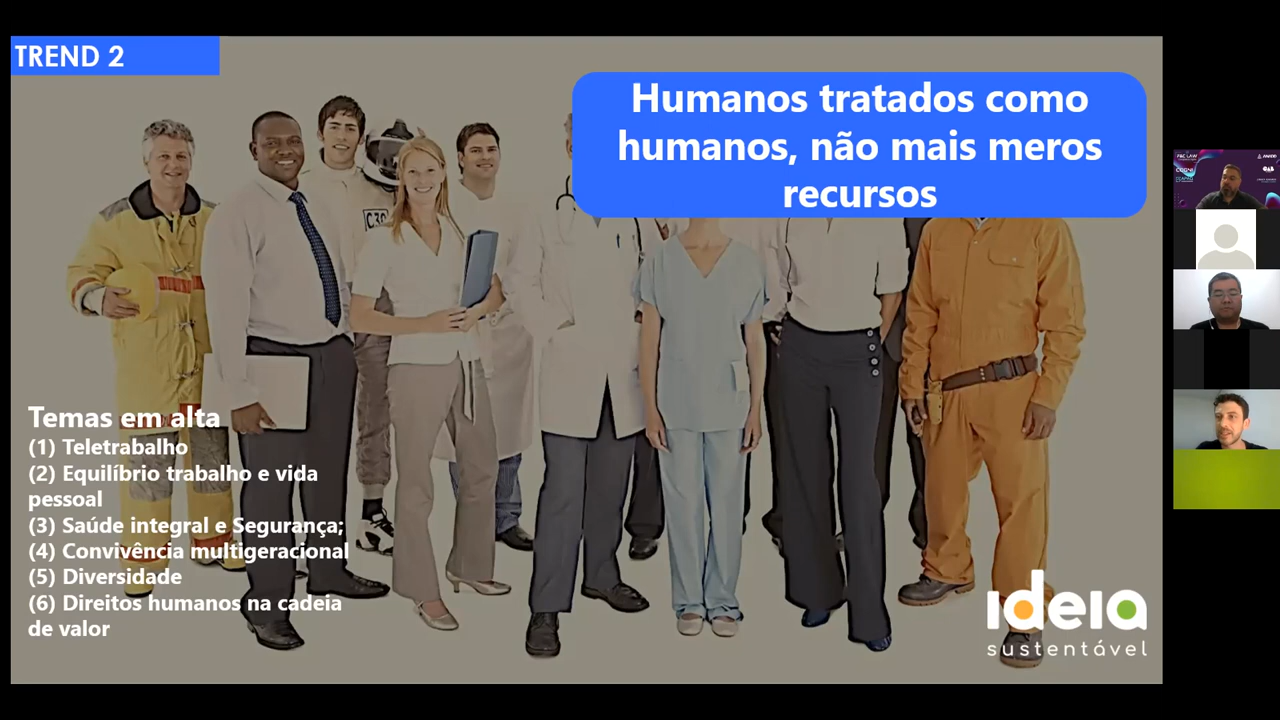 TREND 2
Humanos tratados como
humanos, não mais meros
recursos
Temas em alta
(1) Teletrabalho
(2) Equilíbrio trabalho e vida
pessoal
(3) Saúde integral e Segurança;
(4) Convivência multigeracional
(5) Diversidade
(6) Direitos humanos na cadeia
de valor
ideia
sustentável
C30